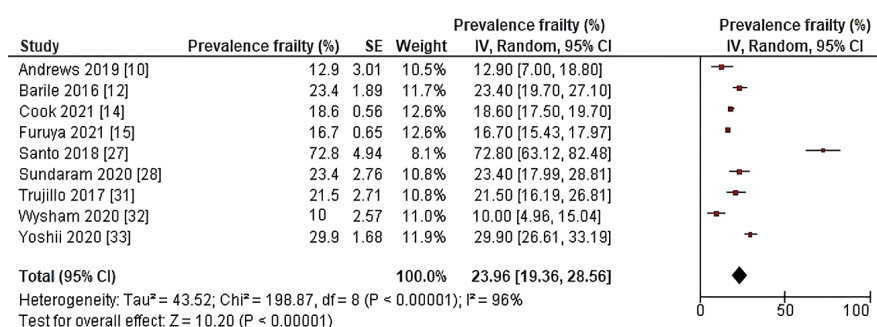 Prevalence frailty (%) Prevalence frailty (%)
Study Prevalence frailty (%) SE Weight IV, Random, 95% CI IV, Random, 95% CI
Andrews 2019 [10] 12.9 3.01 10.5% 12.90 [7.00, 18.80]
Barile 2016 [12] 23.4 1.89 11.7% 23.40 [19.70, 27.10]
Cook 2021 [14] 18.6 0.56 12.6% 18.60 [17.50, 19.70]
Furuya 2021 [15] 16.7 0.65 12.6% 16.70 [15.43, 17.97]
Santo 2018 [27] 72.8 4.94 8.1% 72.80 [63.12, 82.48]
Sundaram 2020 [28] 23.4 2.76 10.8% 23.40 [17.99, 28.81]
Trujillo 2017 [31] 21.5 2.71 10.8% 21.50 [16.19, 26.81]
Wysham 2020 [32] 10 2.57 11.0% 10.00 [4.96, 15.04]
Yoshii 2020 [33] 29.9 1.68 11.9% 29.90 [26.61, 33.19]
Total (95% CI) 100.0% 23.96 [19.36, 28.56]
Heterogeneity: Tau² = 43.52; Chi² = 198.87, df = 8 (P < 0.00001); I² = 96%
Test for overall effect: Z = 10.20 (P < 0.00001)
0 50 100